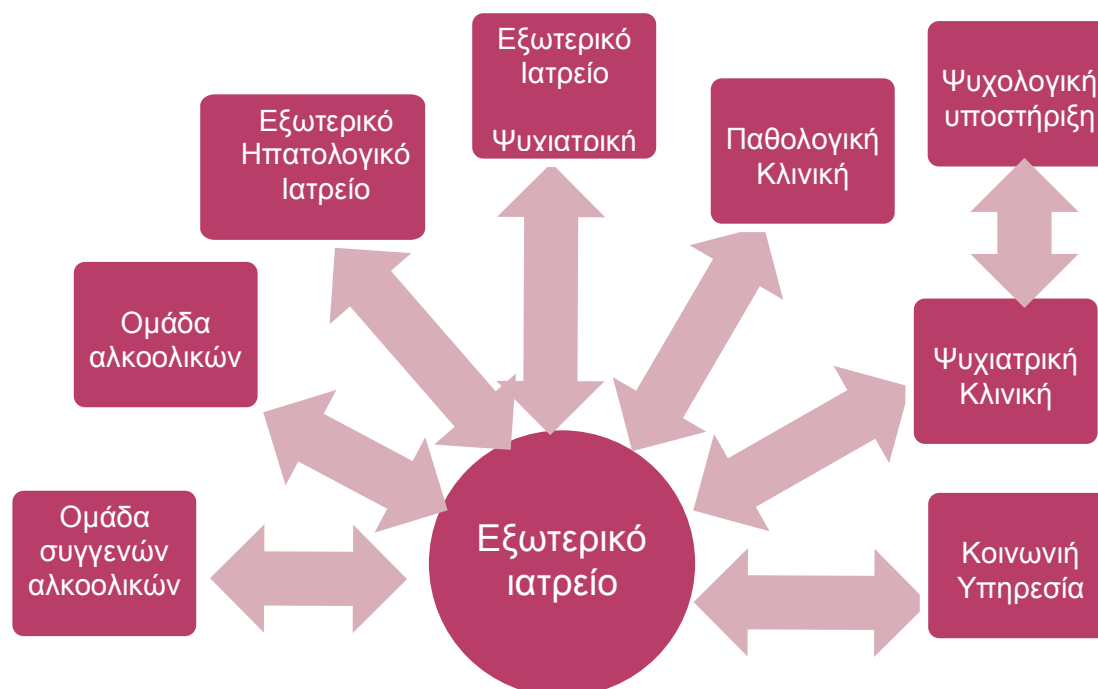 Εξωτερικό
Ιατρείο
Ψυχιατρική
Ψυχολογική
υποστήριξη
Εξωτερικό
Ηπατολογικό
Ιατρείο
Παθολογική
Κλινική
Ομάδα
αλκοολικών
Ψυχιατρική
Κλινική
Ομάδα
συγγενών
αλκοολικών
Εξωτερικό
ιατρείο
Κοινωνιή
Υπηρεσία